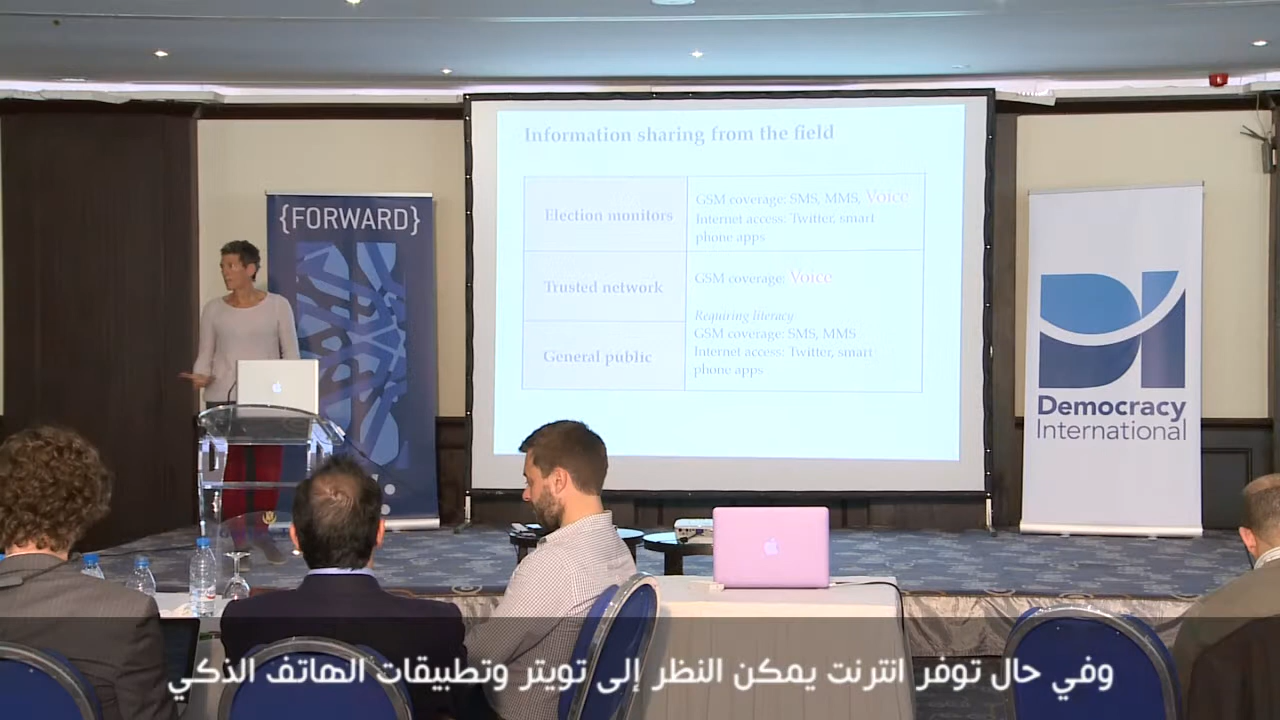 Information sharing from the field
{FORWARD}
Election monitors
GSM coverage: SMS, MMS, Voice
Internet access: Twitter, smart
phone apps
Trusted network
GSM coverage: Voice
Requiring literacy
GSM coverage: SMS, MMS
General public
Internet access: Twitter, smart
phone apps
DI
Democracy
International
وفي حال توفر انترنت يمكن النظر إلى تويتر وتطبيقات الهاتف الذكي